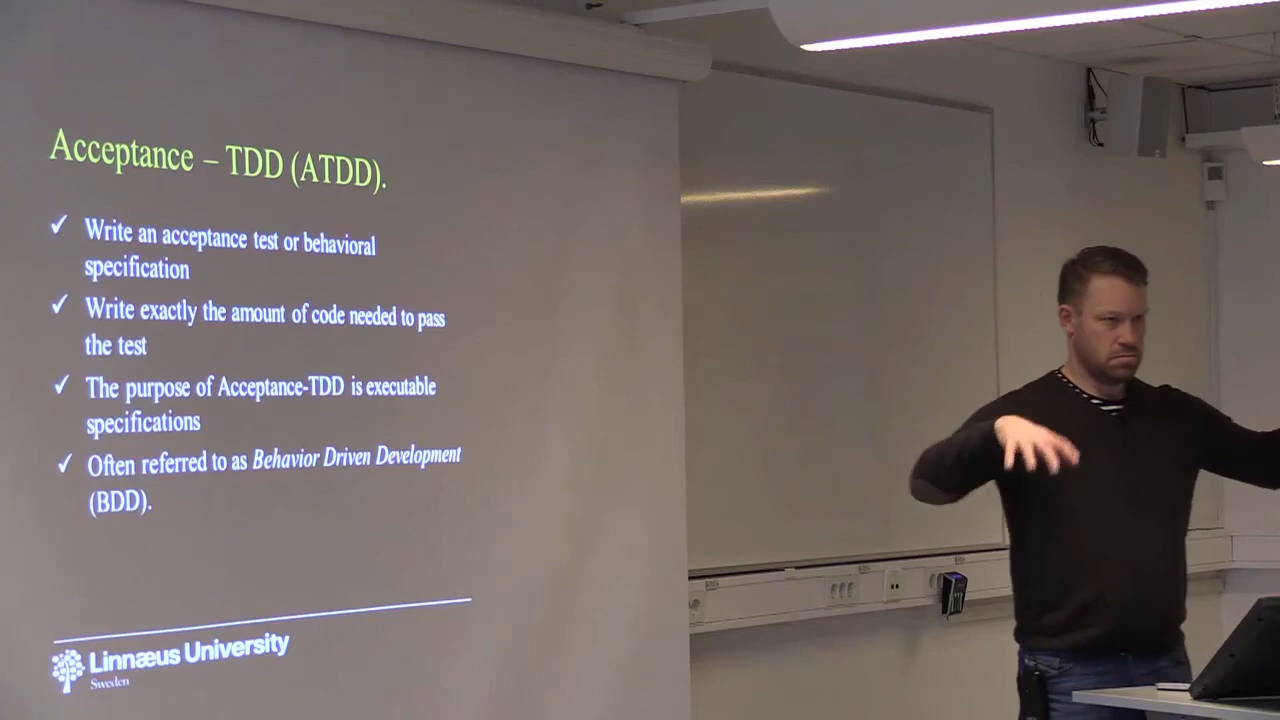 Acceptance – TDD (ATDD).
✓ Write an acceptance test or behavioral
specification
✓ Write exactly the amount of code needed to pass
the test
✓ The purpose of Acceptance-TDD is executable
specifications
✓ Often referred to as Behavior Driven Development
(BDD).
Linnæus University
Sweden